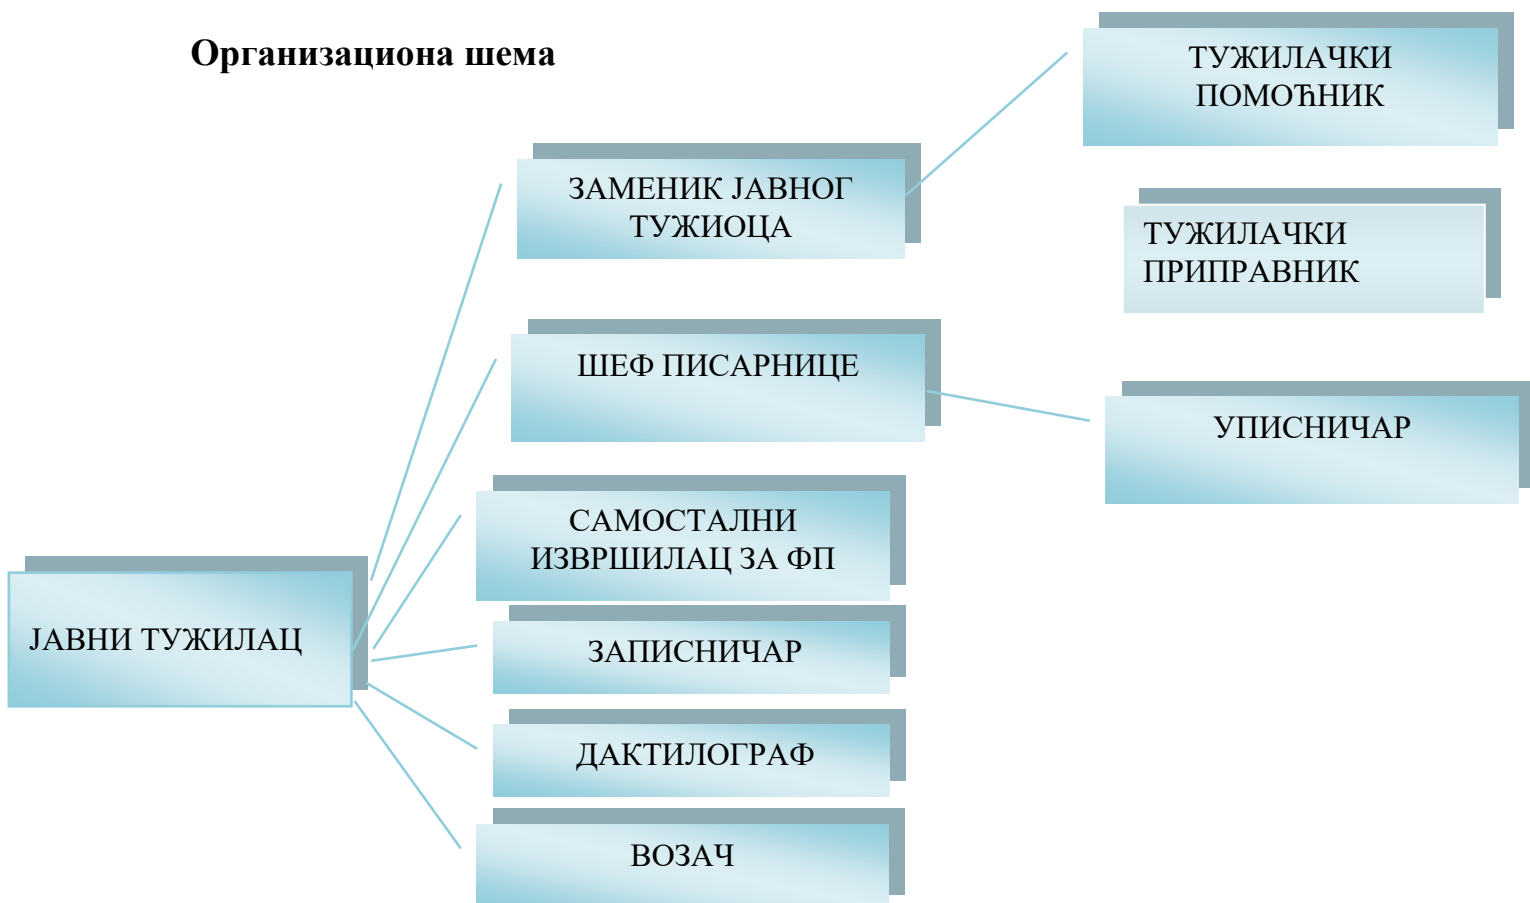 Организациона шема
ТУЖИЛАЧКИ
ПОМОЋНИК
ЗАМЕНИК ЈАВНОГ
ТУЖИОЦА
ТУЖИЛАЧКИ
ПРИПРАВНИК
ШЕФ ПИСАРНИЦЕ
УПИСНИЧАР
САМОСТАЛНИ
ИЗВРШИЛАЦ ЗА ФП
ЈАВНИ ТУЖИЛАЦ
ЗАПИСНИЧАР
ДАКТИЛОГРАФ
ВОЗАЧ